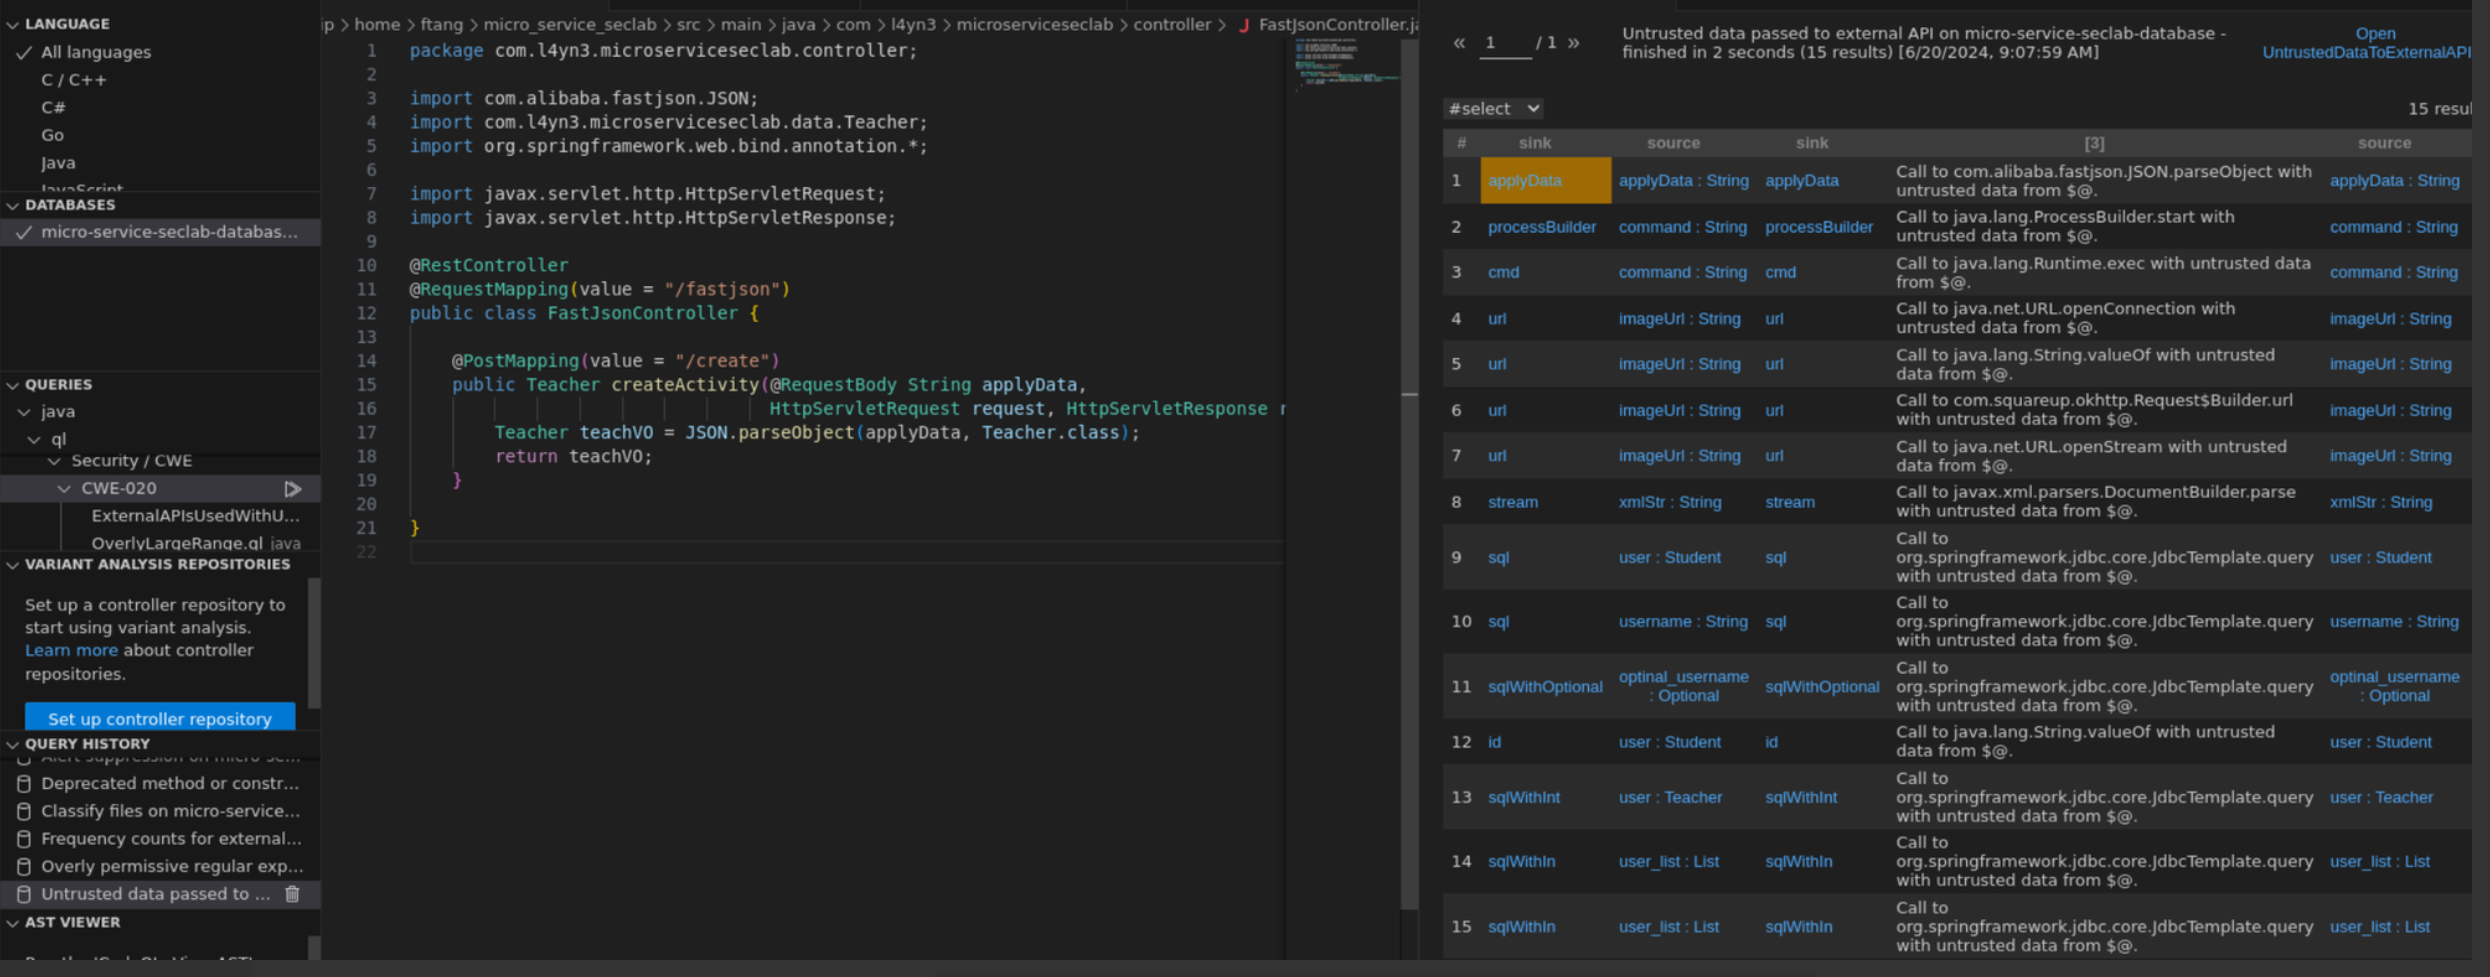 LANGUAGE
All languages
C / C++
C#
Go
Java
JavaScript
DATABASES
micro-service-seclab-databas...
QUERIES
java
ql
Security / CWE
CWE-020
ExternalAPIsUsedWithU...
OverlyLargeRange.ql java
VARIANT ANALYSIS REPOSITORIES
Set up a controller repository to
start using variant analysis.
Learn more about controller
repositories.
Set up controller repository
QUERY HISTORY
Alert suppression on micro-se...
Deprecated method or constr...
Classify files on micro-service...
Frequency counts for external...
Overly permissive regular exp...
Untrusted data passed to ...
AST VIEWER
ip > home > ftang > micro_service_seclab > src > main > java > com > l4yn3 > microserviceseclab > controller > J FastJsonController.ja
1 package com.l4yn3.microserviceseclab.controller;
2
3 import com.alibaba.fastjson.JSON;
4 import com.l4yn3.microserviceseclab.data.Teacher;
5 import org.springframework.web.bind.annotation.*;
6
7 import javax.servlet.http.HttpServletRequest;
8 import javax.servlet.http.HttpServletResponse;
9
10 @RestController
11 @RequestMapping(value = "/fastjson")
12 public class FastJsonController {
13
14 @PostMapping(value = "/create")
15 public Teacher createActivity(@RequestBody String applyData,
16 HttpServletRequest request, HttpServletResponse r
17 Teacher teachVO = JSON.parseObject(applyData, Teacher.class);
18 return teachVO;
19 }
20
21 }
22
« 1 / 1 »
Untrusted data passed to external API on micro-service-seclab-database -
finished in 2 seconds (15 results) [6/20/2024, 9:07:59 AM]
Open
UntrustedDataToExternalAPI
#select
15 resul
# sink source sink [3] source
1 applyData applyData : String applyData Call to com.alibaba.fastjson.JSON.parseObject with applyData : String
untrusted data from $@.
2 processBuilder command : String processBuilder Call to java.lang.ProcessBuilder.start with command : String
untrusted data from $@.
3 cmd command : String cmd Call to java.lang.Runtime.exec with untrusted data command : String
from $@.
4 url imageUrl : String url Call to java.net.URL.openConnection with imageUrl : String
untrusted data from $@.
5 url imageUrl : String url Call to java.lang.String.valueOf with untrusted imageUrl : String
data from $@.
6 url imageUrl : String url Call to com.squareup.okhttp.Request$Builder.url imageUrl : String
with untrusted data from $@.
7 url imageUrl : String url Call to java.net.URL.openStream with untrusted imageUrl : String
data from $@.
8 stream xmlStr : String stream Call to javax.xml.parsers.DocumentBuilder.parse xmlStr : String
with untrusted data from $@.
Call to
9 sql user : Student sql org.springframework.jdbc.core.JdbcTemplate.query user : Student
with untrusted data from $@.
Call to
10 sql username : String sql org.springframework.jdbc.core.JdbcTemplate.query username : String
with untrusted data from $@.
Call to
11 sqlWithOptional optinal_username : Optional sqlWithOptional org.springframework.jdbc.core.JdbcTemplate.query optinal_username : Optional
with untrusted data from $@.
12 id user : Student id Call to java.lang.String.valueOf with untrusted user : Student
data from $@.
Call to
13 sqlWithInt user : Teacher sqlWithInt org.springframework.jdbc.core.JdbcTemplate.query user : Teacher
with untrusted data from $@.
Call to
14 sqlWithIn user_list : List sqlWithIn org.springframework.jdbc.core.JdbcTemplate.query user_list : List
with untrusted data from $@.
Call to
15 sqlWithIn user_list : List sqlWithIn org.springframework.jdbc.core.JdbcTemplate.query user_list : List
with untrusted data from $@.